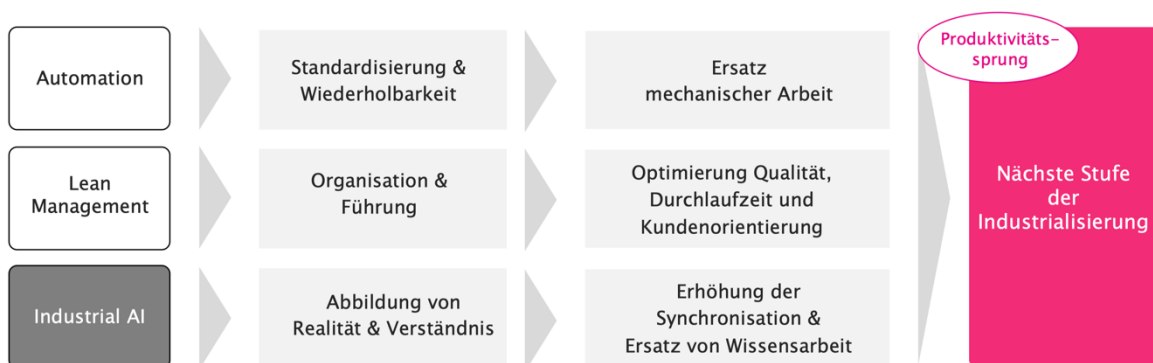 Automation
Standardisierung &
Wiederholbarkeit
Ersatz
mechanischer Arbeit
Lean
Management
Organisation &
Führung
Optimierung Qualität,
Durchlaufzeit und
Kundenorientierung
Industrial AI
Abbildung von
Realität & Verständnis
Erhöhung der
Synchronisation &
Ersatz von Wissensarbeit
Produktivitäts-
sprung
Nächste Stufe
der
Industrialisierung